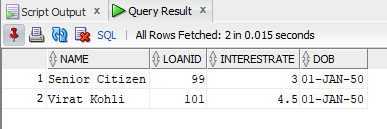 Script Output × Query Result ×
SQL | All Rows Fetched: 2 in 0.015 seconds
NAME LOANID INTERESTRATE DOB
1 Senior Citizen 99 3 01-JAN-50
2 Virat Kohli 101 4.5 01-JAN-50